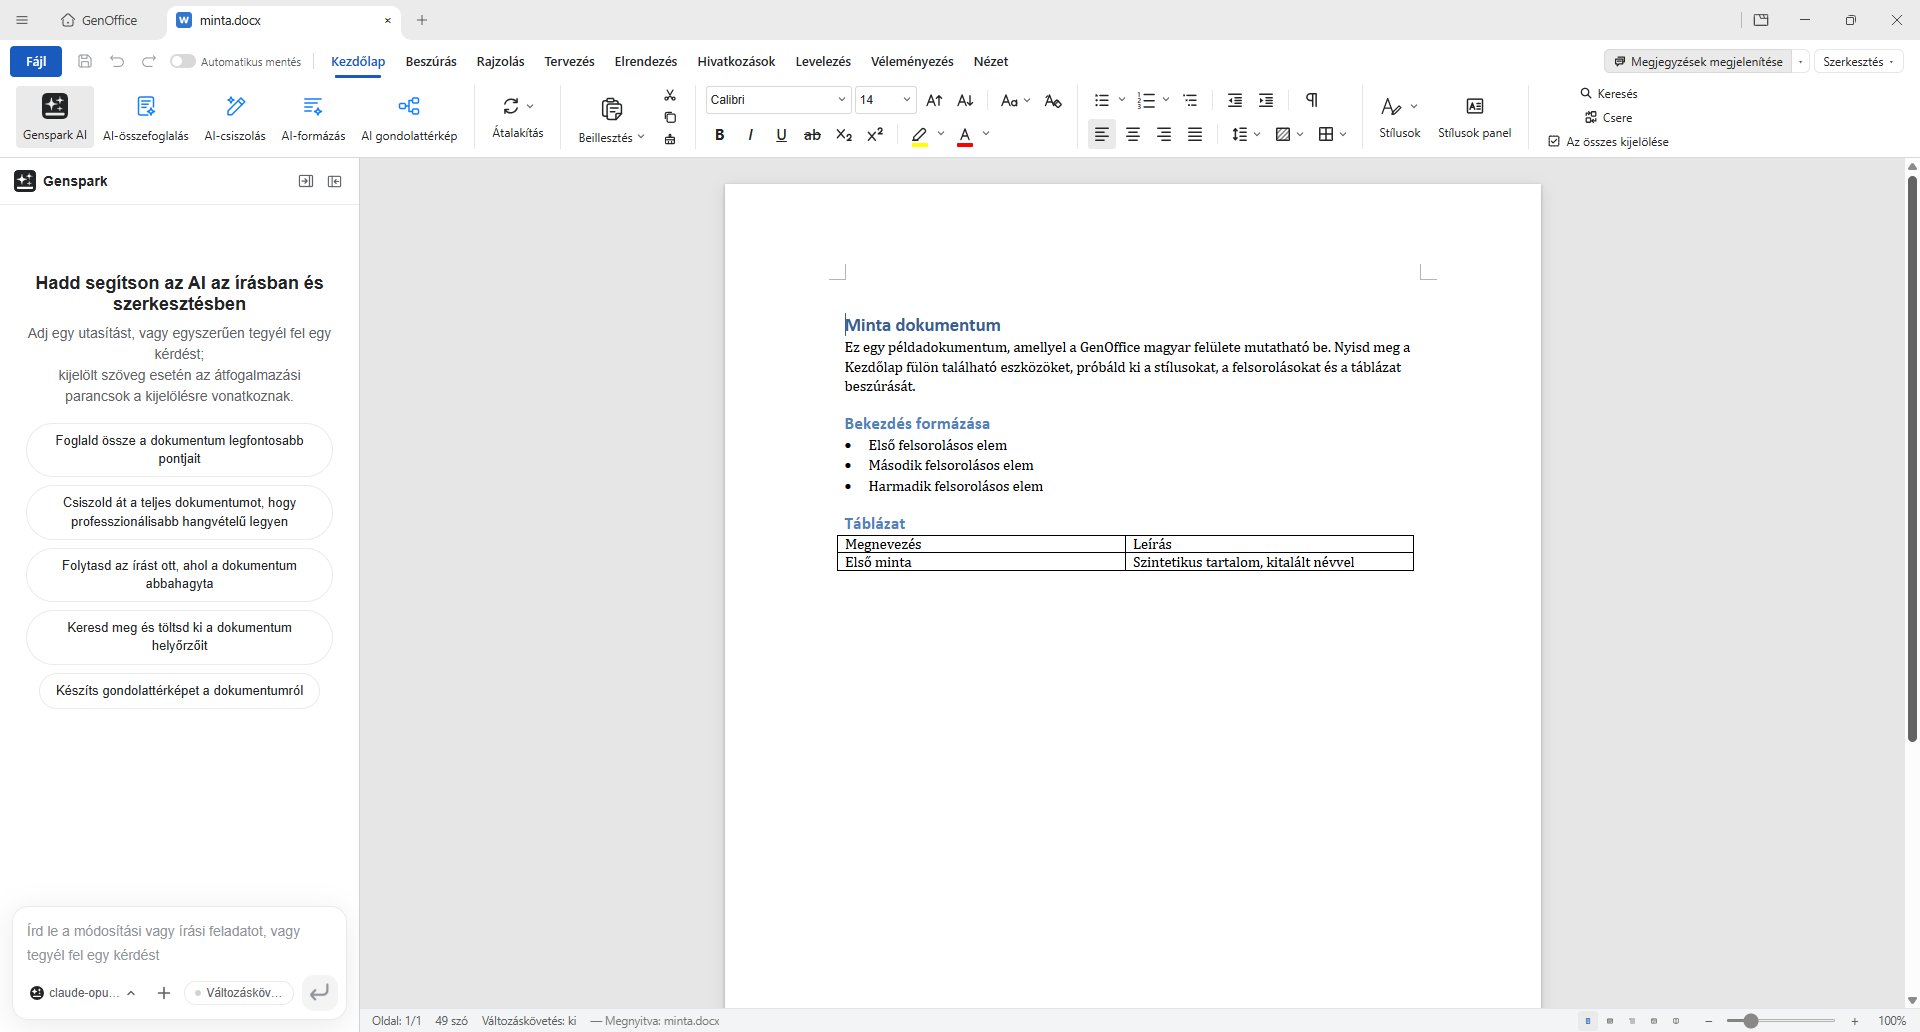 GenOffice
minta.docx
Fájl
Automatikus mentés
Kezdőlap
Beszúrás
Rajzolás
Tervezés
Elrendezés
Hivatkozások
Levelezés
Véleményezés
Nézet
Megjegyzések megjelenítése
Szerkesztés
Genspark AI
AI-összefoglalás
AI-csiszolás
AI-formázás
AI gondolattérkép
Átalakítás
Beillesztés
Calibri
14
Stílusok
Stílusok panel
Keresés
Csere
Az összes kijelölése
Genspark
Hadd segítson az AI az írásban és
szerkesztésben
Adj egy utasítást, vagy egyszerűen tegyél fel egy
kérdést;
kijelölt szöveg esetén az átfogalmazási
parancsok a kijelölésre vonatkoznak.
Foglald össze a dokumentum legfontosabb
pontjait
Csiszold át a teljes dokumentumot, hogy
professzionálisabb hangvételű legyen
Folytasd az írást ott, ahol a dokumentum
abbahagyta
Keresd meg és töltsd ki a dokumentum
helyőrzőit
Készíts gondolattérképet a dokumentumról
Írd le a módosítási vagy írási feladatot, vagy
tegyél fel egy kérdést
claude-opu...
Változásköv...
Minta dokumentum
Ez egy példadokumentum, amellyel a GenOffice magyar felülete mutatható be. Nyisd meg a
Kezdőlap fülön található eszközöket, próbáld ki a stílusokat, a felsorolásokat és a táblázat
beszúrását.
Bekezdés formázása
• Első felsorolásos elem
• Második felsorolásos elem
• Harmadik felsorolásos elem
Táblázat
Megnevezés Leírás
Első minta Szintetikus tartalom, kitalált névvel
Oldal: 1/1 49 szó Változáskövetés: ki — Megnyitva: minta.docx
100%